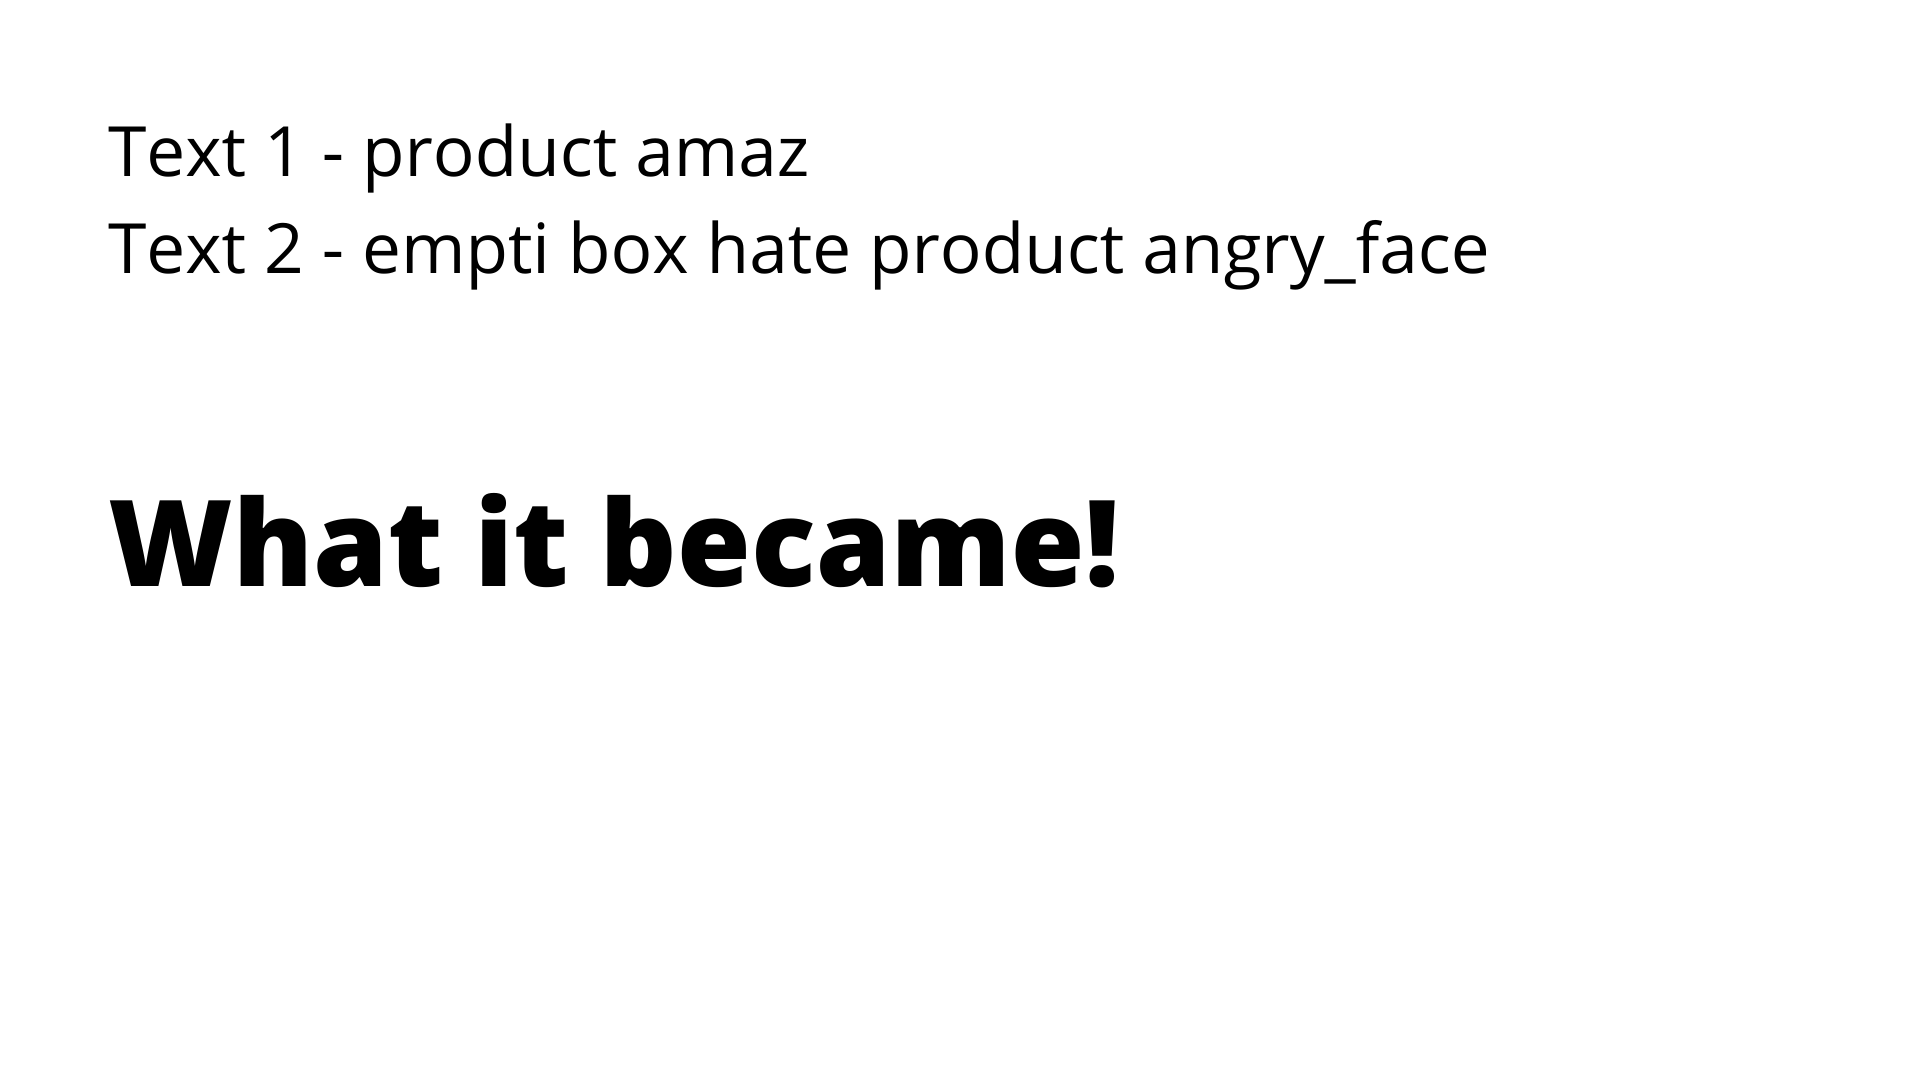 Text 1 - product amaz
Text 2 - empti box hate product angry_face
What it became!